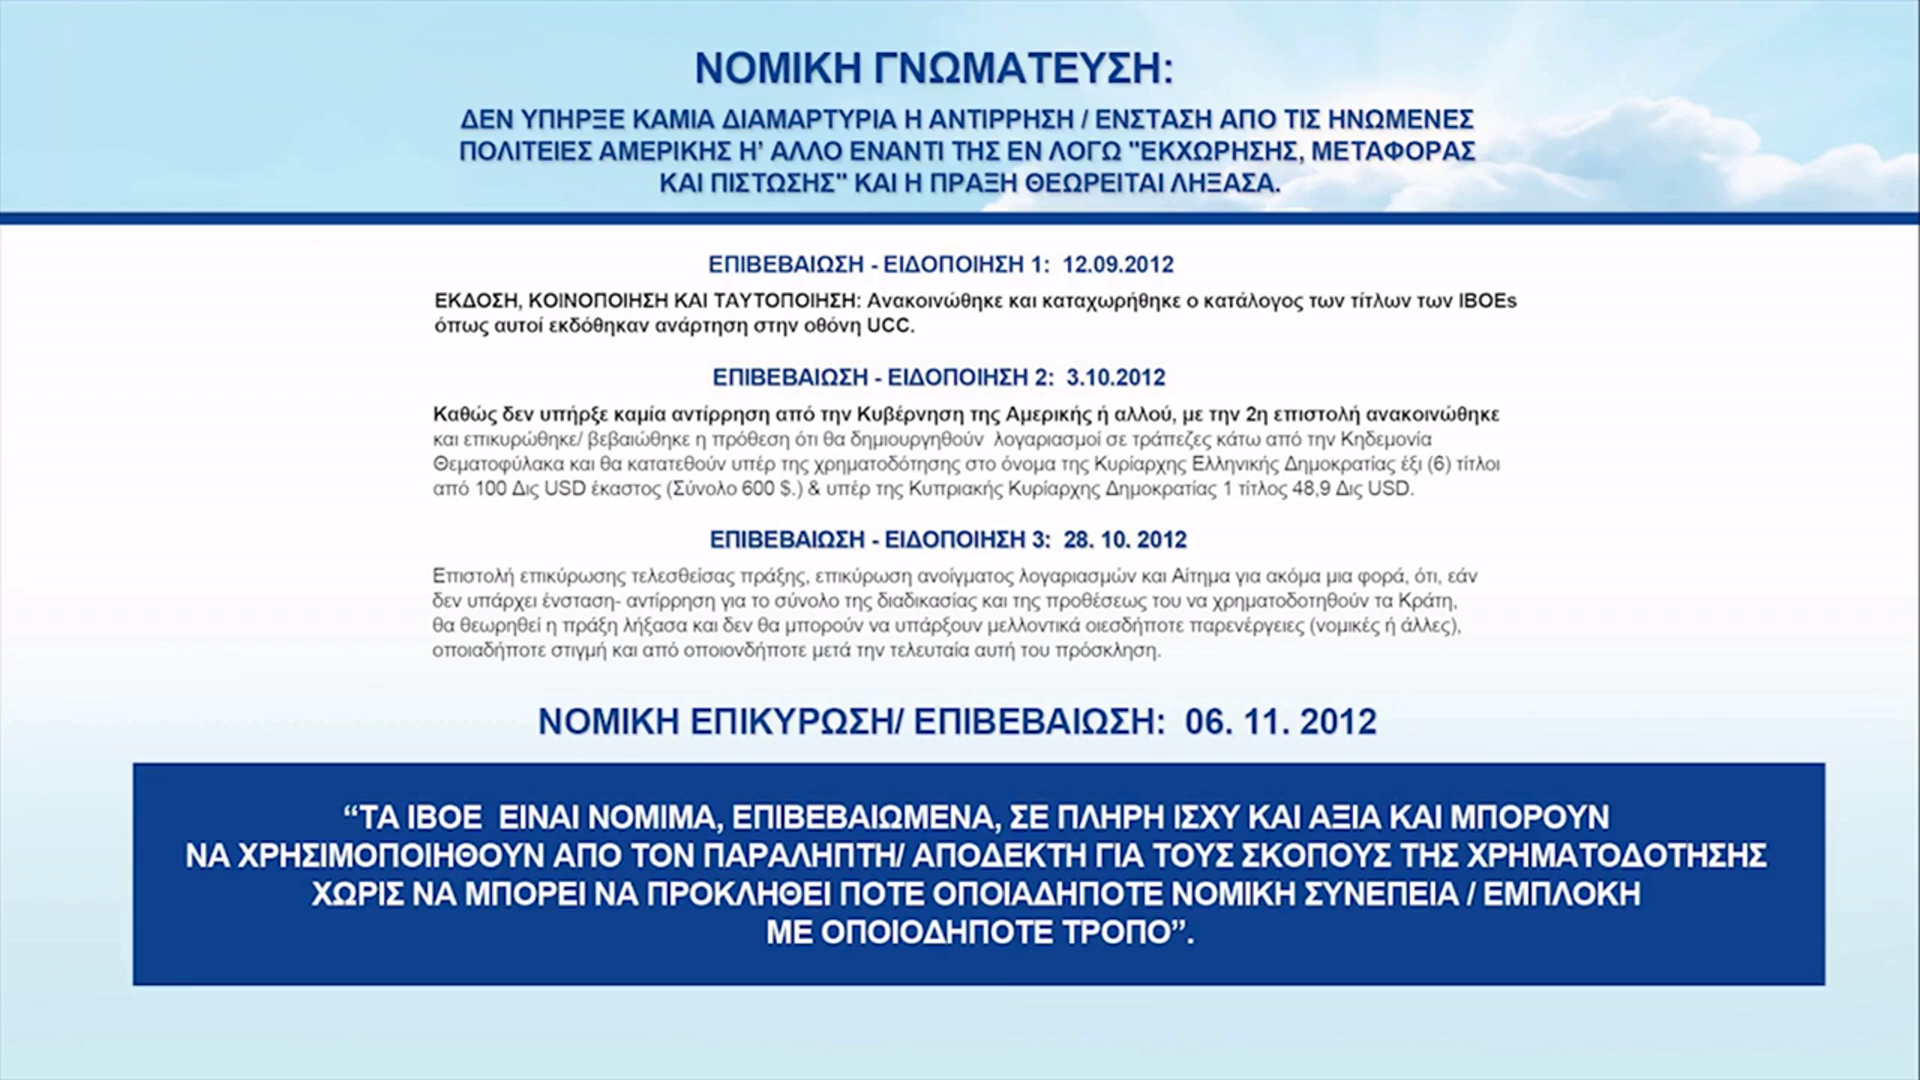 ΝΟΜΙΚΗ ΓΝΩΜΑΤΕΥΣΗ:
ΔΕΝ ΥΠΗΡΞΕ ΚΑΜΙΑ ΔΙΑΜΑΡΤΥΡΙΑ Η ΑΝΤΙΡΡΗΣΗ / ΕΝΣΤΑΣΗ ΑΠΟ ΤΙΣ ΗΝΩΜΕΝΕΣ
ΠΟΛΙΤΕΙΕΣ ΑΜΕΡΙΚΗΣ Η' ΑΛΛΟ ΕΝΑΝΤΙ ΤΗΣ ΕΝ ΛΟΓΩ "ΕΚΧΩΡΗΣΗΣ, ΜΕΤΑΦΟΡΑΣ
ΚΑΙ ΠΙΣΤΩΣΗΣ" ΚΑΙ Η ΠΡΑΞΗ ΘΕΩΡΕΙΤΑΙ ΛΗΞΑΣΑ.
ΕΠΙΒΕΒΑΙΩΣΗ - ΕΙΔΟΠΟΙΗΣΗ 1: 12.09.2012
ΕΚΔΟΣΗ, ΚΟΙΝΟΠΟΙΗΣΗ ΚΑΙ ΤΑΥΤΟΠΟΙΗΣΗ: Ανακοινώθηκε και καταχωρήθηκε ο κατάλογος των τίτλων των IBOEs
όπως αυτοί εκδόθηκαν ανάρτηση στην οθόνη UCC.
ΕΠΙΒΕΒΑΙΩΣΗ - ΕΙΔΟΠΟΙΗΣΗ 2: 3.10.2012
Καθώς δεν υπήρξε καμία αντίρρηση από την Κυβέρνηση της Αμερικής ή αλλού, με την 2η επιστολή ανακοινώθηκε
και επικυρώθηκε/ βεβαιώθηκε η πρόθεση ότι θα δημιουργηθούν λογαριασμοί σε τράπεζες κάτω από την Κηδεμονία
Θεματοφύλακα και θα κατατεθούν υπέρ της χρηματοδότησης στο όνομα της Κυρίαρχης Ελληνικής Δημοκρατίας έξι (6) τίτλοι
από 100 Δις USD έκαστος (Σύνολο 600 $.) & υπέρ της Κυπριακής Κυρίαρχης Δημοκρατίας 1 τίτλος 48,9 Δις USD.
ΕΠΙΒΕΒΑΙΩΣΗ - ΕΙΔΟΠΟΙΗΣΗ 3: 28. 10. 2012
Επιστολή επικύρωσης τελεσθείσας πράξης, επικύρωση ανοίγματος λογαριασμών και Αίτημα για ακόμα μια φορά, ότι, εάν
δεν υπάρχει ένσταση- αντίρρηση για το σύνολο της διαδικασίας και της προθέσεως του να χρηματοδοτηθούν τα Κράτη,
θα θεωρηθεί η πράξη λήξασα και δεν θα μπορούν να υπάρξουν μελλοντικά οιεσδήποτε παρενέργειες (νομικές ή άλλες),
οποιαδήποτε στιγμή και από οποιονδήποτε μετά την τελευταία αυτή του πρόσκληση.
ΝΟΜΙΚΗ ΕΠΙΚΥΡΩΣΗ/ ΕΠΙΒΕΒΑΙΩΣΗ: 06. 11. 2012
“ΤΑ IBOE ΕΙΝΑΙ ΝΟΜΙΜΑ, ΕΠΙΒΕΒΑΙΩΜΕΝΑ, ΣΕ ΠΛΗΡΗ ΙΣΧΥ ΚΑΙ ΑΞΙΑ ΚΑΙ ΜΠΟΡΟΥΝ
ΝΑ ΧΡΗΣΙΜΟΠΟΙΗΘΟΥΝ ΑΠΟ ΤΟΝ ΠΑΡΑΛΗΠΤΗ/ ΑΠΟΔΕΚΤΗ ΓΙΑ ΤΟΥΣ ΣΚΟΠΟΥΣ ΤΗΣ ΧΡΗΜΑΤΟΔΟΤΗΣΗΣ
ΧΩΡΙΣ ΝΑ ΜΠΟΡΕΙ ΝΑ ΠΡΟΚΛΗΘΕΙ ΠΟΤΕ ΟΠΟΙΑΔΗΠΟΤΕ ΝΟΜΙΚΗ ΣΥΝΕΠΕΙΑ / ΕΜΠΛΟΚΗ
ΜΕ ΟΠΟΙΟΔΗΠΟΤΕ ΤΡΟΠΟ”.